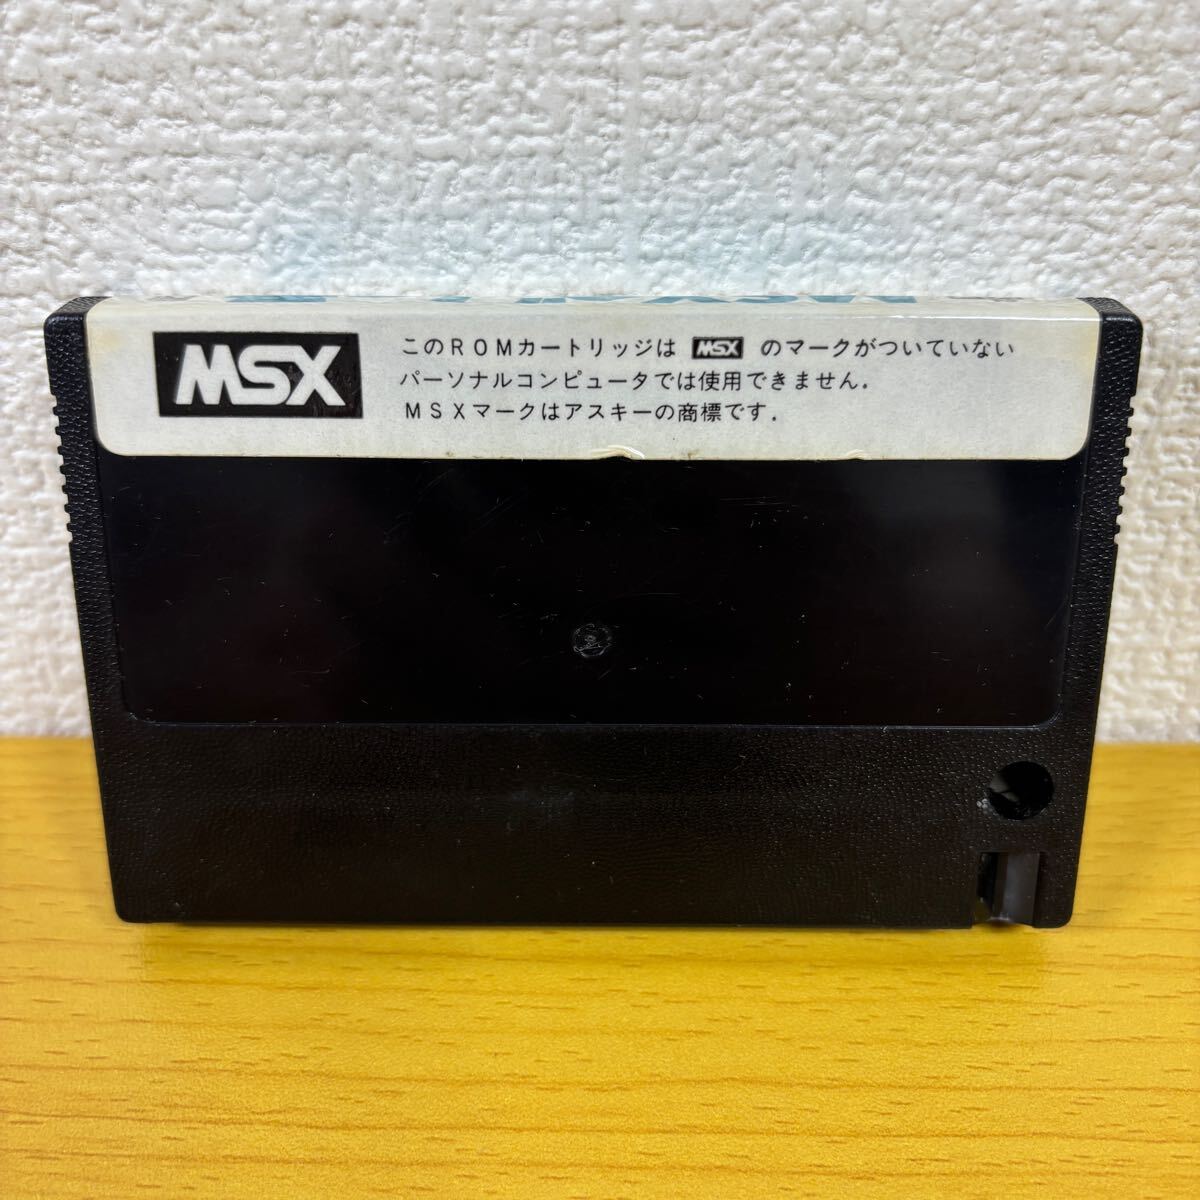 MSX
このROMカートリッジは MSX のマークがついていない
パーソナルコンピュータでは使用できません.
MSXマークはアスキーの商標です.